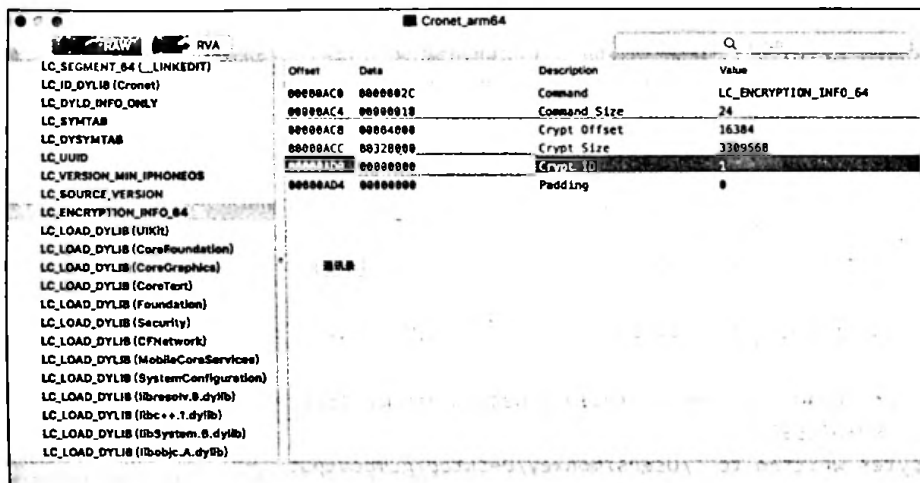 Cronet_arm64
RAW RVA
LC_SEGMENT_64 (__LINKEDIT)
LC_ID_DYLIB (Cronet)
LC_DYLD_INFO_ONLY
LC_SYMTAB
LC_DYSYMTAB
LC_UUID
LC_VERSION_MIN_IPHONEOS
LC_SOURCE_VERSION
LC_ENCRYPTION_INFO_64
LC_LOAD_DYLIB (UIKit)
LC_LOAD_DYLIB (CoreFoundation)
LC_LOAD_DYLIB (CoreGraphics)
LC_LOAD_DYLIB (CoreText)
LC_LOAD_DYLIB (Foundation)
LC_LOAD_DYLIB (Security)
LC_LOAD_DYLIB (CFNetwork)
LC_LOAD_DYLIB (MobileCoreServices)
LC_LOAD_DYLIB (SystemConfiguration)
LC_LOAD_DYLIB (libresolv.9.dylib)
LC_LOAD_DYLIB (libc++.1.dylib)
LC_LOAD_DYLIB (libSystem.B.dylib)
LC_LOAD_DYLIB (libobjc.A.dylib)
Offset Data Description Value
00000AC0 0000002C Command LC_ENCRYPTION_INFO_64
00000AC4 00000018 Command Size 24
00000AC8 00004000 Crypt Offset 16384
00000ACC 00328000 Crypt Size 3309568
00000AD0 00000000 Crypt ID 1
00000AD4 00000000 Padding 0
通讯录